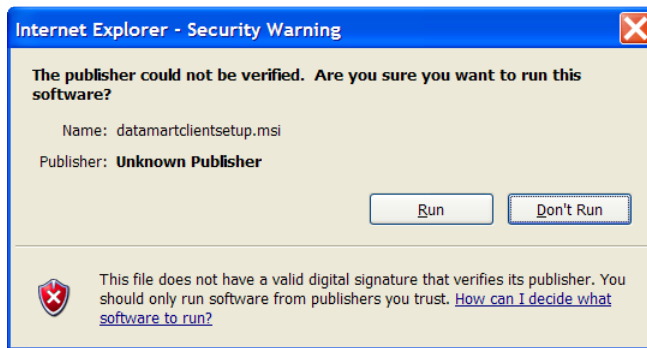 Internet Explorer - Security Warning
The publisher could not be verified. Are you sure you want to run this
software?
Name: datamartclientsetup.msi
Publisher: Unknown Publisher
Run Don't Run
This file does not have a valid digital signature that verifies its publisher. You
should only run software from publishers you trust. How can I decide what
software to run?